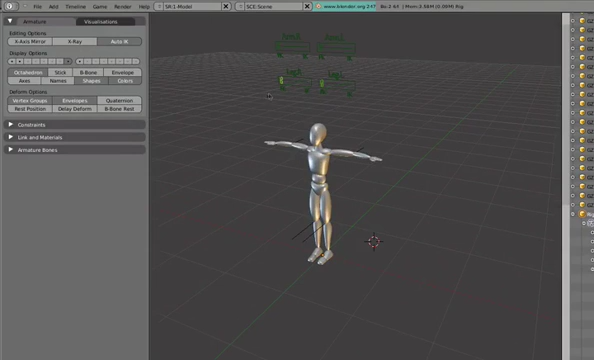 File Add Timeline Game Render Help SR:1-Model SCE:Scene www.blender.org 247
Armature Visualisations
Editing Options
X-Axis Mirror X-Ray Auto IK
Display Options
Octahedron Stick B-Bone Envelope
Axes Names Shapes Colors
Deform Options
Vertex Groups Envelopes Quaternion
Rest Position Delay Deform B-Bone Rest
Constraints
Link and Materials
Armature Bones